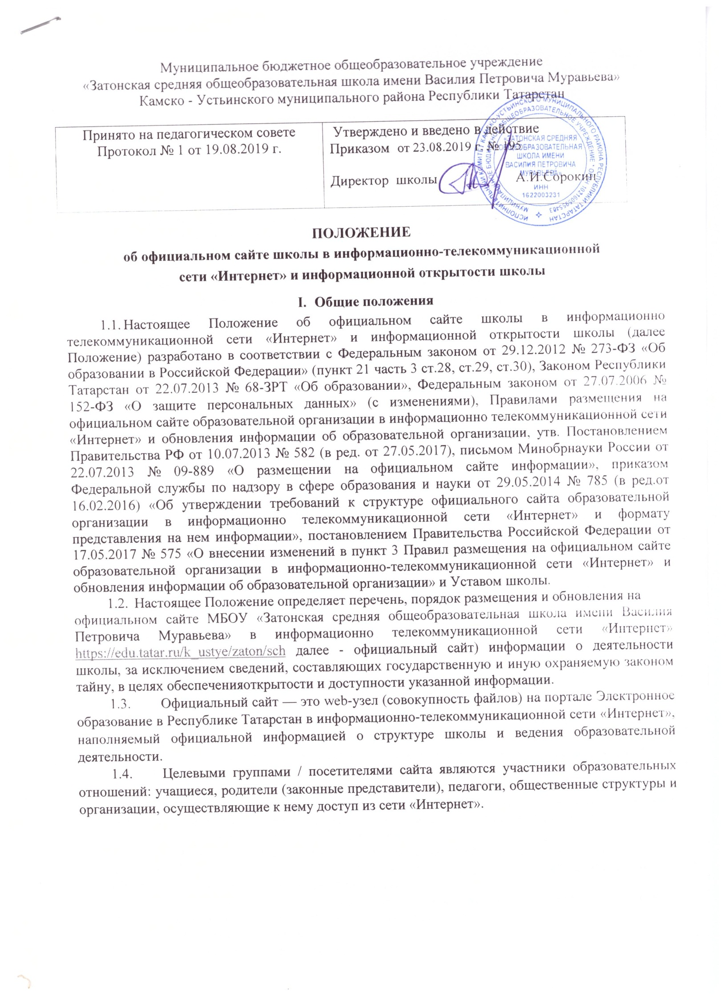 Муниципальное бюджетное общеобразовательное учреждение
«Затонская средняя общеобразовательная школа имени Василия Петровича Муравьева»
Камско - Устьинского муниципального района Республики Татарстан
Принято на педагогическом совете
Протокол № 1 от 19.08.2019 г.
Утверждено и введено в действие
Приказом от 23.08.2019 г. № 195
Директор школы А.И.Сорокин
ИСПОЛНИТЕЛЬНЫЙ КОМИТЕТ КАМСКО-УСТЬИНСКОГО МУНИЦИПАЛЬНОГО РАЙОНА РЕСПУБЛИКИ ТАТАРСТАН
МУНИЦИПАЛЬНОЕ БЮДЖЕТНОЕ ОБЩЕОБРАЗОВАТЕЛЬНОЕ УЧРЕЖДЕНИЕ * ОГРН 1021605955403
«ЗАТОНСКАЯ СРЕДНЯЯ
ОБЩЕОБРАЗОВАТЕЛЬНАЯ
ШКОЛА ИМЕНИ
ВАСИЛИЯ ПЕТРОВИЧА
МУРАВЬЕВА»
ИНН
1622003231
ПОЛОЖЕНИЕ
об официальном сайте школы в информационно-телекоммуникационной
сети «Интернет» и информационной открытости школы
I. Общие положения
1.1. Настоящее Положение об официальном сайте школы в информационно
телекоммуникационной сети «Интернет» и информационной открытости школы (далее
Положение) разработано в соответствии с Федеральным законом от 29.12.2012 № 273-ФЗ «Об
образовании в Российской Федерации» (пункт 21 часть 3 ст.28, ст.29, ст.30), Законом Республики
Татарстан от 22.07.2013 № 68-ЗРТ «Об образовании», Федеральным законом от 27.07.2006 №
152-ФЗ «О защите персональных данных» (с изменениями), Правилами размещения на
официальном сайте образовательной организации в информационно телекоммуникационной сети
«Интернет» и обновления информации об образовательной организации, утв. Постановлением
Правительства РФ от 10.07.2013 № 582 (в ред. от 27.05.2017), письмом Минобрнауки России от
22.07.2013 № 09-889 «О размещении на официальном сайте информации», приказом
Федеральной службы по надзору в сфере образования и науки от 29.05.2014 № 785 (в ред.от
16.02.2016) «Об утверждении требований к структуре официального сайта образовательной
организации в информационно телекоммуникационной сети «Интернет» и формату
представления на нем информации», постановлением Правительства Российской Федерации от
17.05.2017 № 575 «О внесении изменений в пункт 3 Правил размещения на официальном сайте
образовательной организации в информационно-телекоммуникационной сети «Интернет» и
обновления информации об образовательной организации» и Уставом школы.
1.2. Настоящее Положение определяет перечень, порядок размещения и обновления на
официальном сайте МБОУ «Затонская средняя общеобразовательная школа имени Василия
Петровича Муравьева» в информационно телекоммуникационной сети «Интернет»
https://edu.tatar.ru/k_ustye/zaton/sch далее - официальный сайт) информации о деятельности
школы, за исключением сведений, составляющих государственную и иную охраняемую законом
тайну, в целях обеспеченияоткрытости и доступности указанной информации.
1.3. Официальный сайт — это web-узел (совокупность файлов) на портале Электронное
образование в Республике Татарстан в информационно-телекоммуникационной сети «Интернет»,
наполняемый официальной информацией о структуре школы и ведения образовательной
деятельности.
1.4. Целевыми группами / посетителями сайта являются участники образовательных
отношений: учащиеся, родители (законные представители), педагоги, общественные структуры и
организации, осуществляющие к нему доступ из сети «Интернет».